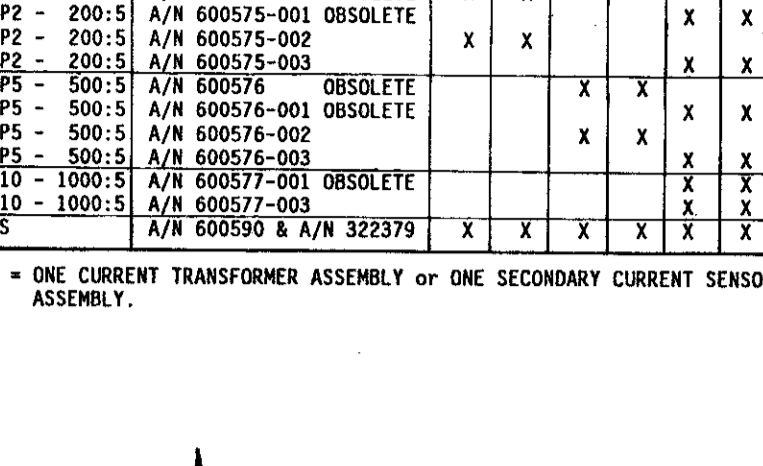 P2 - 200:5 A/N 600575-001 OBSOLETE X X
P2 - 200:5 A/N 600575-002 X X
P2 - 200:5 A/N 600575-003 X X
P5 - 500:5 A/N 600576 OBSOLETE X X
P5 - 500:5 A/N 600576-001 OBSOLETE X X
P5 - 500:5 A/N 600576-002 X X
P5 - 500:5 A/N 600576-003 X X
10 - 1000:5 A/N 600577-001 OBSOLETE X X
10 - 1000:5 A/N 600577-003 X X
S A/N 600590 & A/N 322379 X X X X X X
= ONE CURRENT TRANSFORMER ASSEMBLY or ONE SECONDARY CURRENT SENSO
ASSEMBLY.